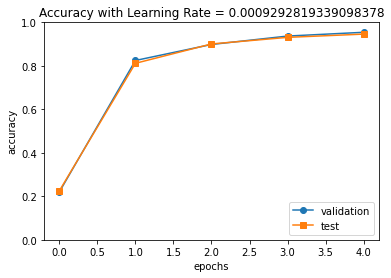 Accuracy with Learning Rate = 0.0009292819339098378
1.0
0.8
0.6
0.4
0.2
0.0
accuracy
validation
test
0.0 0.5 1.0 1.5 2.0 2.5 3.0 3.5 4.0
epochs